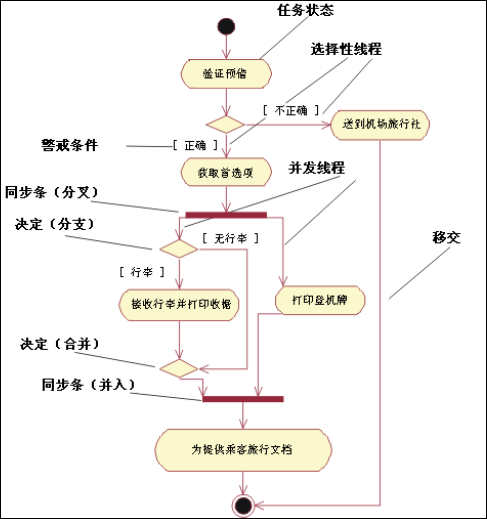 任务状态
选择性线程
验证预留
[ 不正确 ]
送到机场旅行社
警戒条件
[ 正确 ]
获取首选项
并发线程
同步条（分叉）
决定（分支）
[ 无行李 ]
移交
[ 行李 ]
接收行李并打印收据
打印登机牌
决定（合并）
同步条（并入）
为提供乘客旅行文档